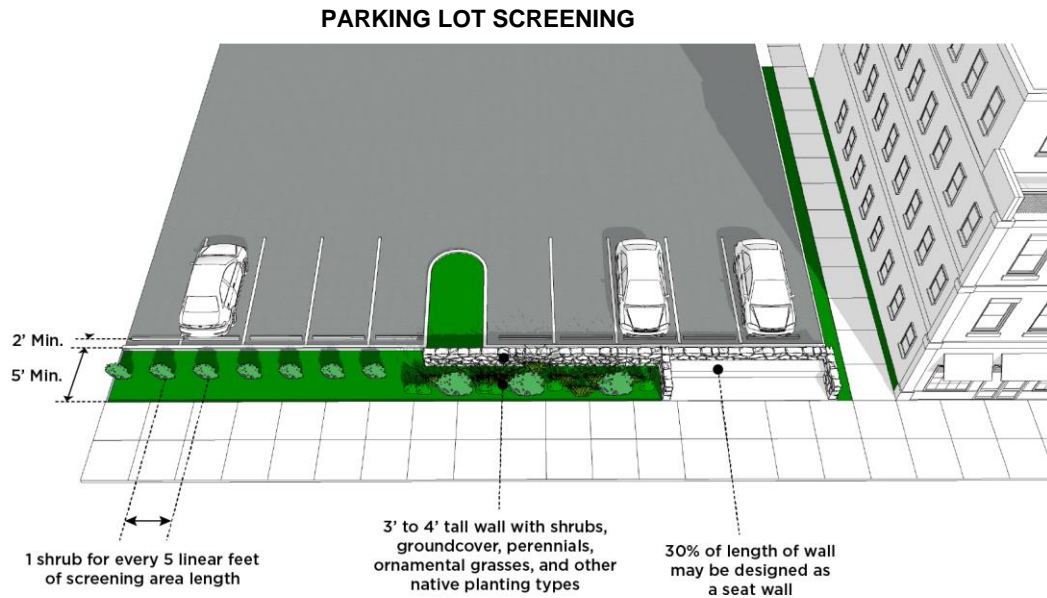 PARKING LOT SCREENING
2’ Min.
5’ Min.
1 shrub for every 5 linear feet
of screening area length
3’ to 4’ tall wall with shrubs,
groundcover, perennials,
ornamental grasses, and other
native planting types
30% of length of wall
may be designed as
a seat wall